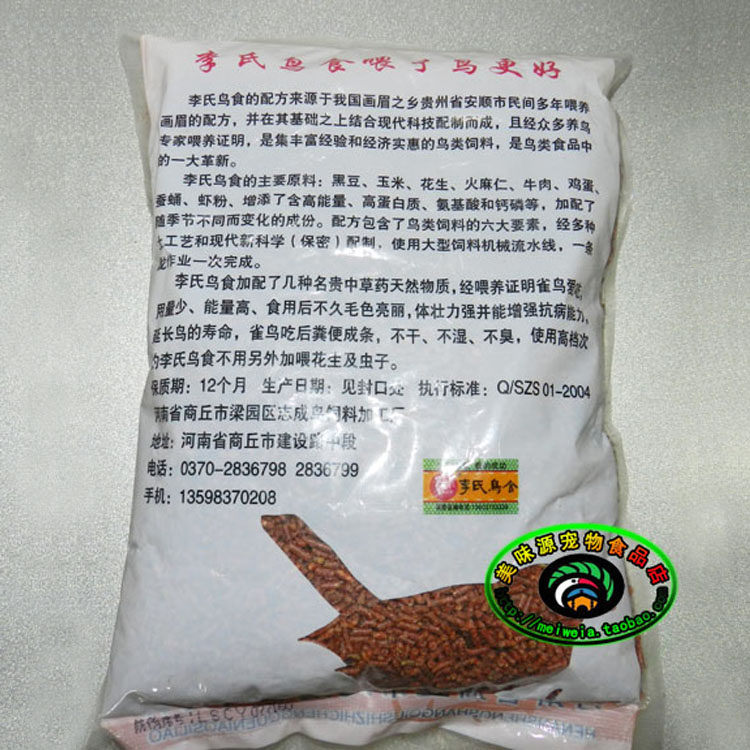 李氏鸟食喂了鸟更好
李氏鸟食的配方来源于我国画眉之乡贵州省安顺市民间多年喂养
画眉的配方，并在其基础之上结合现代科技配制而成，且经众多养鸟
专家喂养证明，是集丰富经验和经济实惠的鸟类饲料，是鸟类食品中
的一大革新。
李氏鸟食的主要原料：黑豆、玉米、花生、火麻仁、牛肉、鸡蛋、
蚕蛹、虾粉、增添了含高能量、高蛋白质、氨基酸和钙磷等，加配了
随季节不同而变化的成份。配方包含了鸟类饲料的六大要素，经多种
工艺和现代新科学（保密）配制，使用大型饲料机械流水线，一条
龙作业一次完成。
李氏鸟食加配了几种名贵中草药天然物质，经喂养证明雀鸟爱吃，
用量少、能量高、食用后不久毛色亮丽，体壮力强并能增强抗病能力，
延长鸟的寿命，雀鸟吃后粪便成条，不干、不湿、不臭，使用高档次
的李氏鸟食不用另外加喂花生及虫子。
保质期：12个月 生产日期：见封口处 执行标准：Q/SZS 01-2004
河南省商丘市梁园区志成鸟饲料加工厂
地址：河南省商丘市建设路中段
电话：0370-2836798 2836799
手机：13598370208
李氏鸟食
美味源宠物食品店
http://meiweia.taobao.com